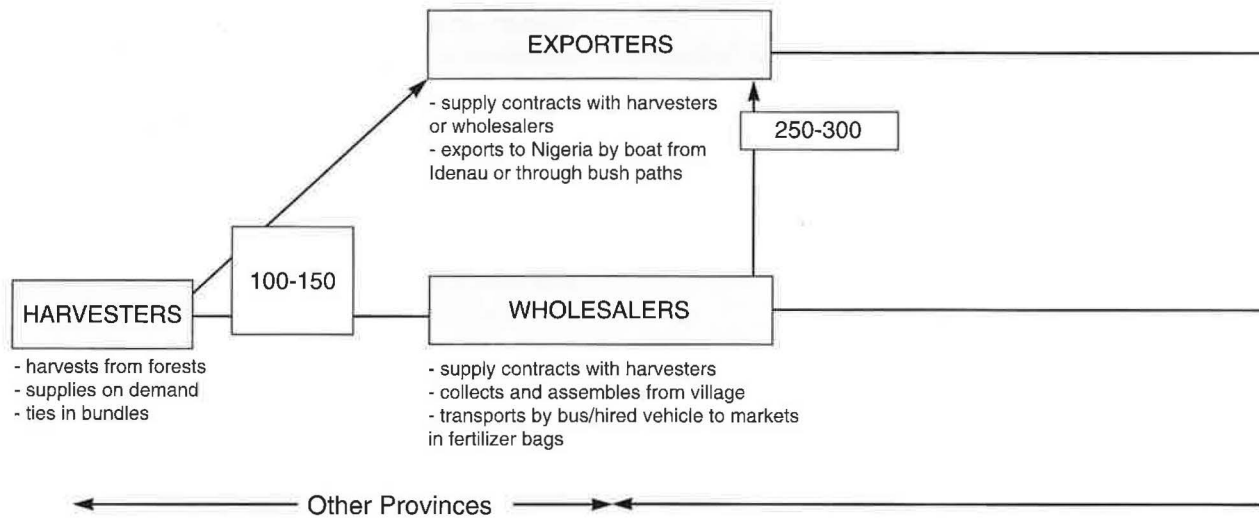 EXPORTERS
- supply contracts with harvesters
or wholesalers
- exports to Nigeria by boat from
Idenau or through bush paths
250-300
100-150
HARVESTERS
- harvests from forests
- supplies on demand
- ties in bundles
WHOLESALERS
- supply contracts with harvesters
- collects and assembles from village
- transports by bus/hired vehicle to markets
in fertilizer bags
Other Provinces